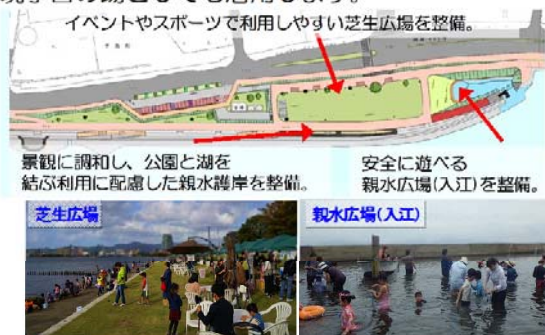 イベントやスポーツで利用しやすい芝生広場を整備。
景観に調和し、公園と湖を
結ぶ利用に配慮した親水護岸を整備。
安全に遊べる
親水広場(入江)を整備。
芝生広場
親水広場(入江)